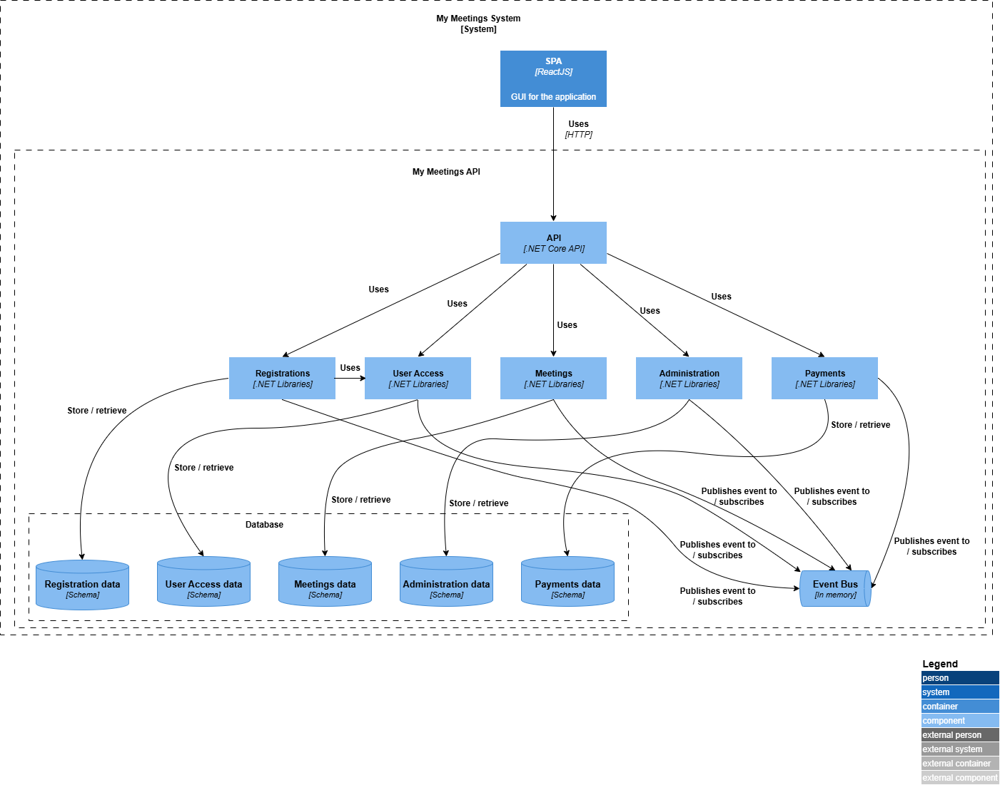 My Meetings System
[System]
SPA
[ReactJS]
GUI for the application
Uses
[HTTP]
My Meetings API
API
[.NET Core API]
Uses
Uses
Uses
Uses
Uses
Registrations
[.NET Libraries]
Uses
User Access
[.NET Libraries]
Meetings
[.NET Libraries]
Administration
[.NET Libraries]
Payments
[.NET Libraries]
Store / retrieve
Store / retrieve
Store / retrieve
Store / retrieve
Store / retrieve
Publishes event to
/ subscribes
Publishes event to
/ subscribes
Publishes event to
/ subscribes
Publishes event to
/ subscribes
Publishes event to
/ subscribes
Database
Registration data
[Schema]
User Access data
[Schema]
Meetings data
[Schema]
Administration data
[Schema]
Payments data
[Schema]
Event Bus
[In memory]
Legend
person
system
container
component
external person
external system
external container
external component